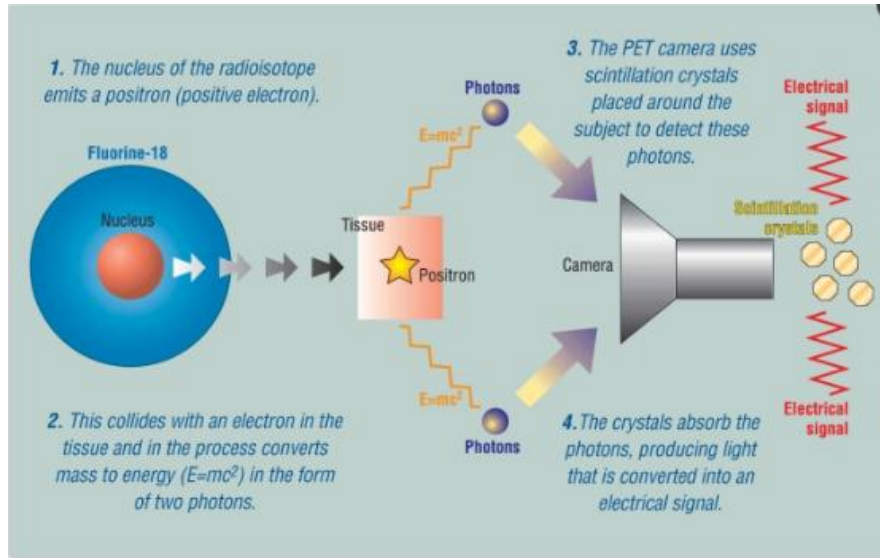 1. The nucleus of the radioisotope
emits a positron (positive electron).
Fluorine-18
Nucleus
Tissue
Positron
E=mc²
Photons
E=mc²
Photons
2. This collides with an electron in the
tissue and in the process converts
mass to energy (E=mc²) in the form
of two photons.
3. The PET camera uses
scintillation crystals
placed around the
subject to detect these
photons.
Camera
Electrical
signal
Scintillation
crystals
Electrical
signal
4. The crystals absorb the
photons, producing light
that is converted into an
electrical signal.